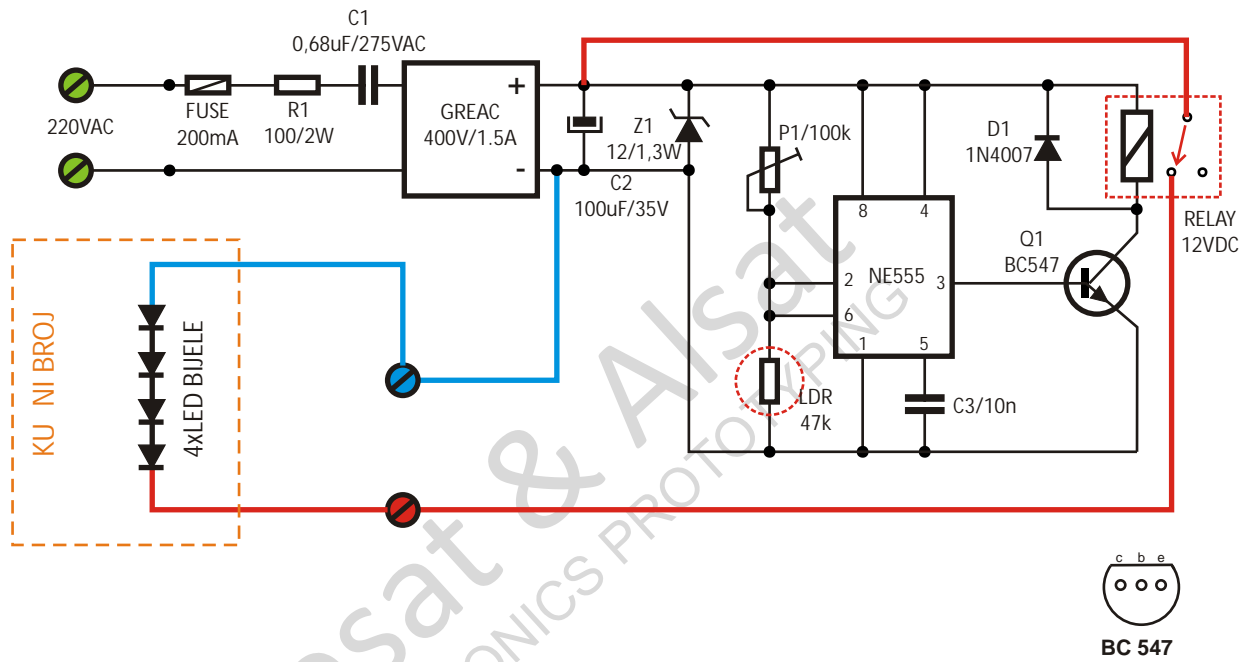 C1
0,68uF/275VAC
220VAC
FUSE
200mA
R1
100/2W
GREAC
400V/1.5A
+
-
Z1
12/1,3W
C2
100uF/35V
P1/100k
D1
1N4007
RELAY
12VDC
Q1
BC547
8
4
2
NE555
3
6
1
5
LDR
47k
C3/10n
KU NI BROJ
4xLED BIJELE
c b e
BC 547
sat & Alsat
ONICS PROTOTYPING